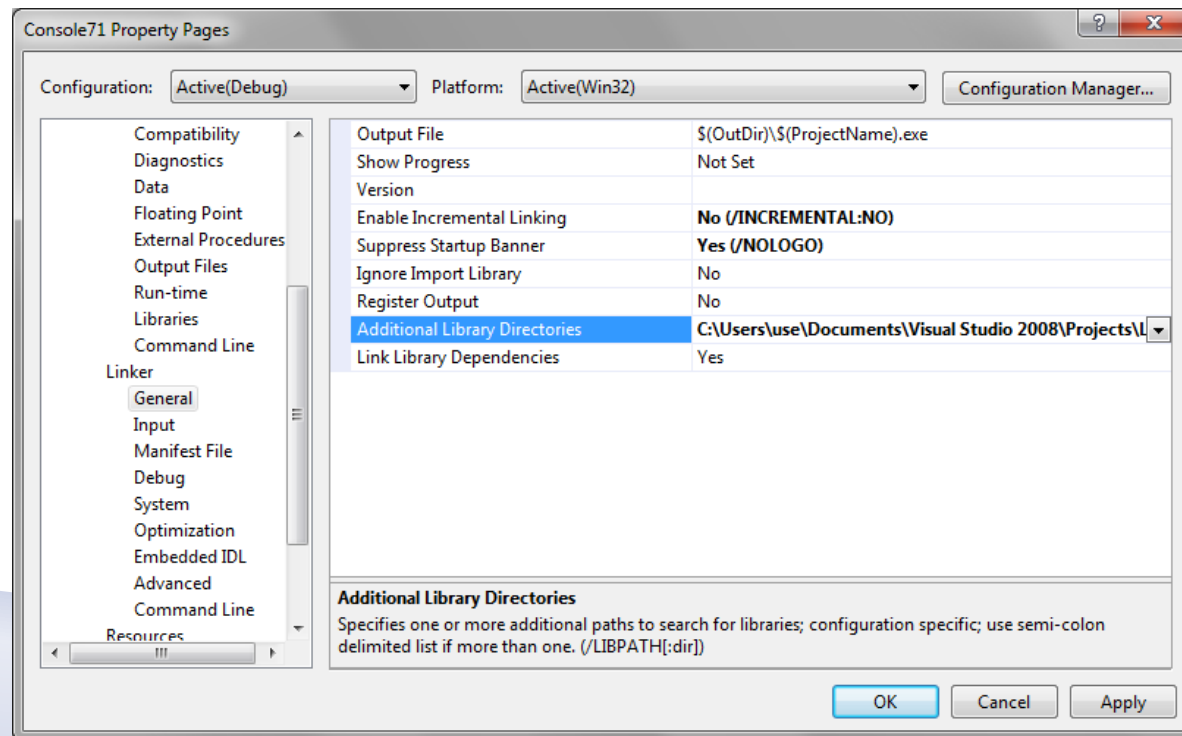 Console71 Property Pages
Configuration: Active(Debug) Platform: Active(Win32) Configuration Manager...
Compatibility
Diagnostics
Data
Floating Point
External Procedures
Output Files
Run-time
Libraries
Command Line
Linker
General
Input
Manifest File
Debug
System
Optimization
Embedded IDL
Advanced
Command Line
Resources
Output File $(OutDir)\$(ProjectName).exe
Show Progress Not Set
Version
Enable Incremental Linking No (/INCREMENTAL:NO)
Suppress Startup Banner Yes (/NOLOGO)
Ignore Import Library No
Register Output No
Additional Library Directories C:\Users\use\Documents\Visual Studio 2008\Projects\L
Link Library Dependencies Yes
Additional Library Directories
Specifies one or more additional paths to search for libraries; configuration specific; use semi-colon
delimited list if more than one. (/LIBPATH[:dir])
OK Cancel Apply